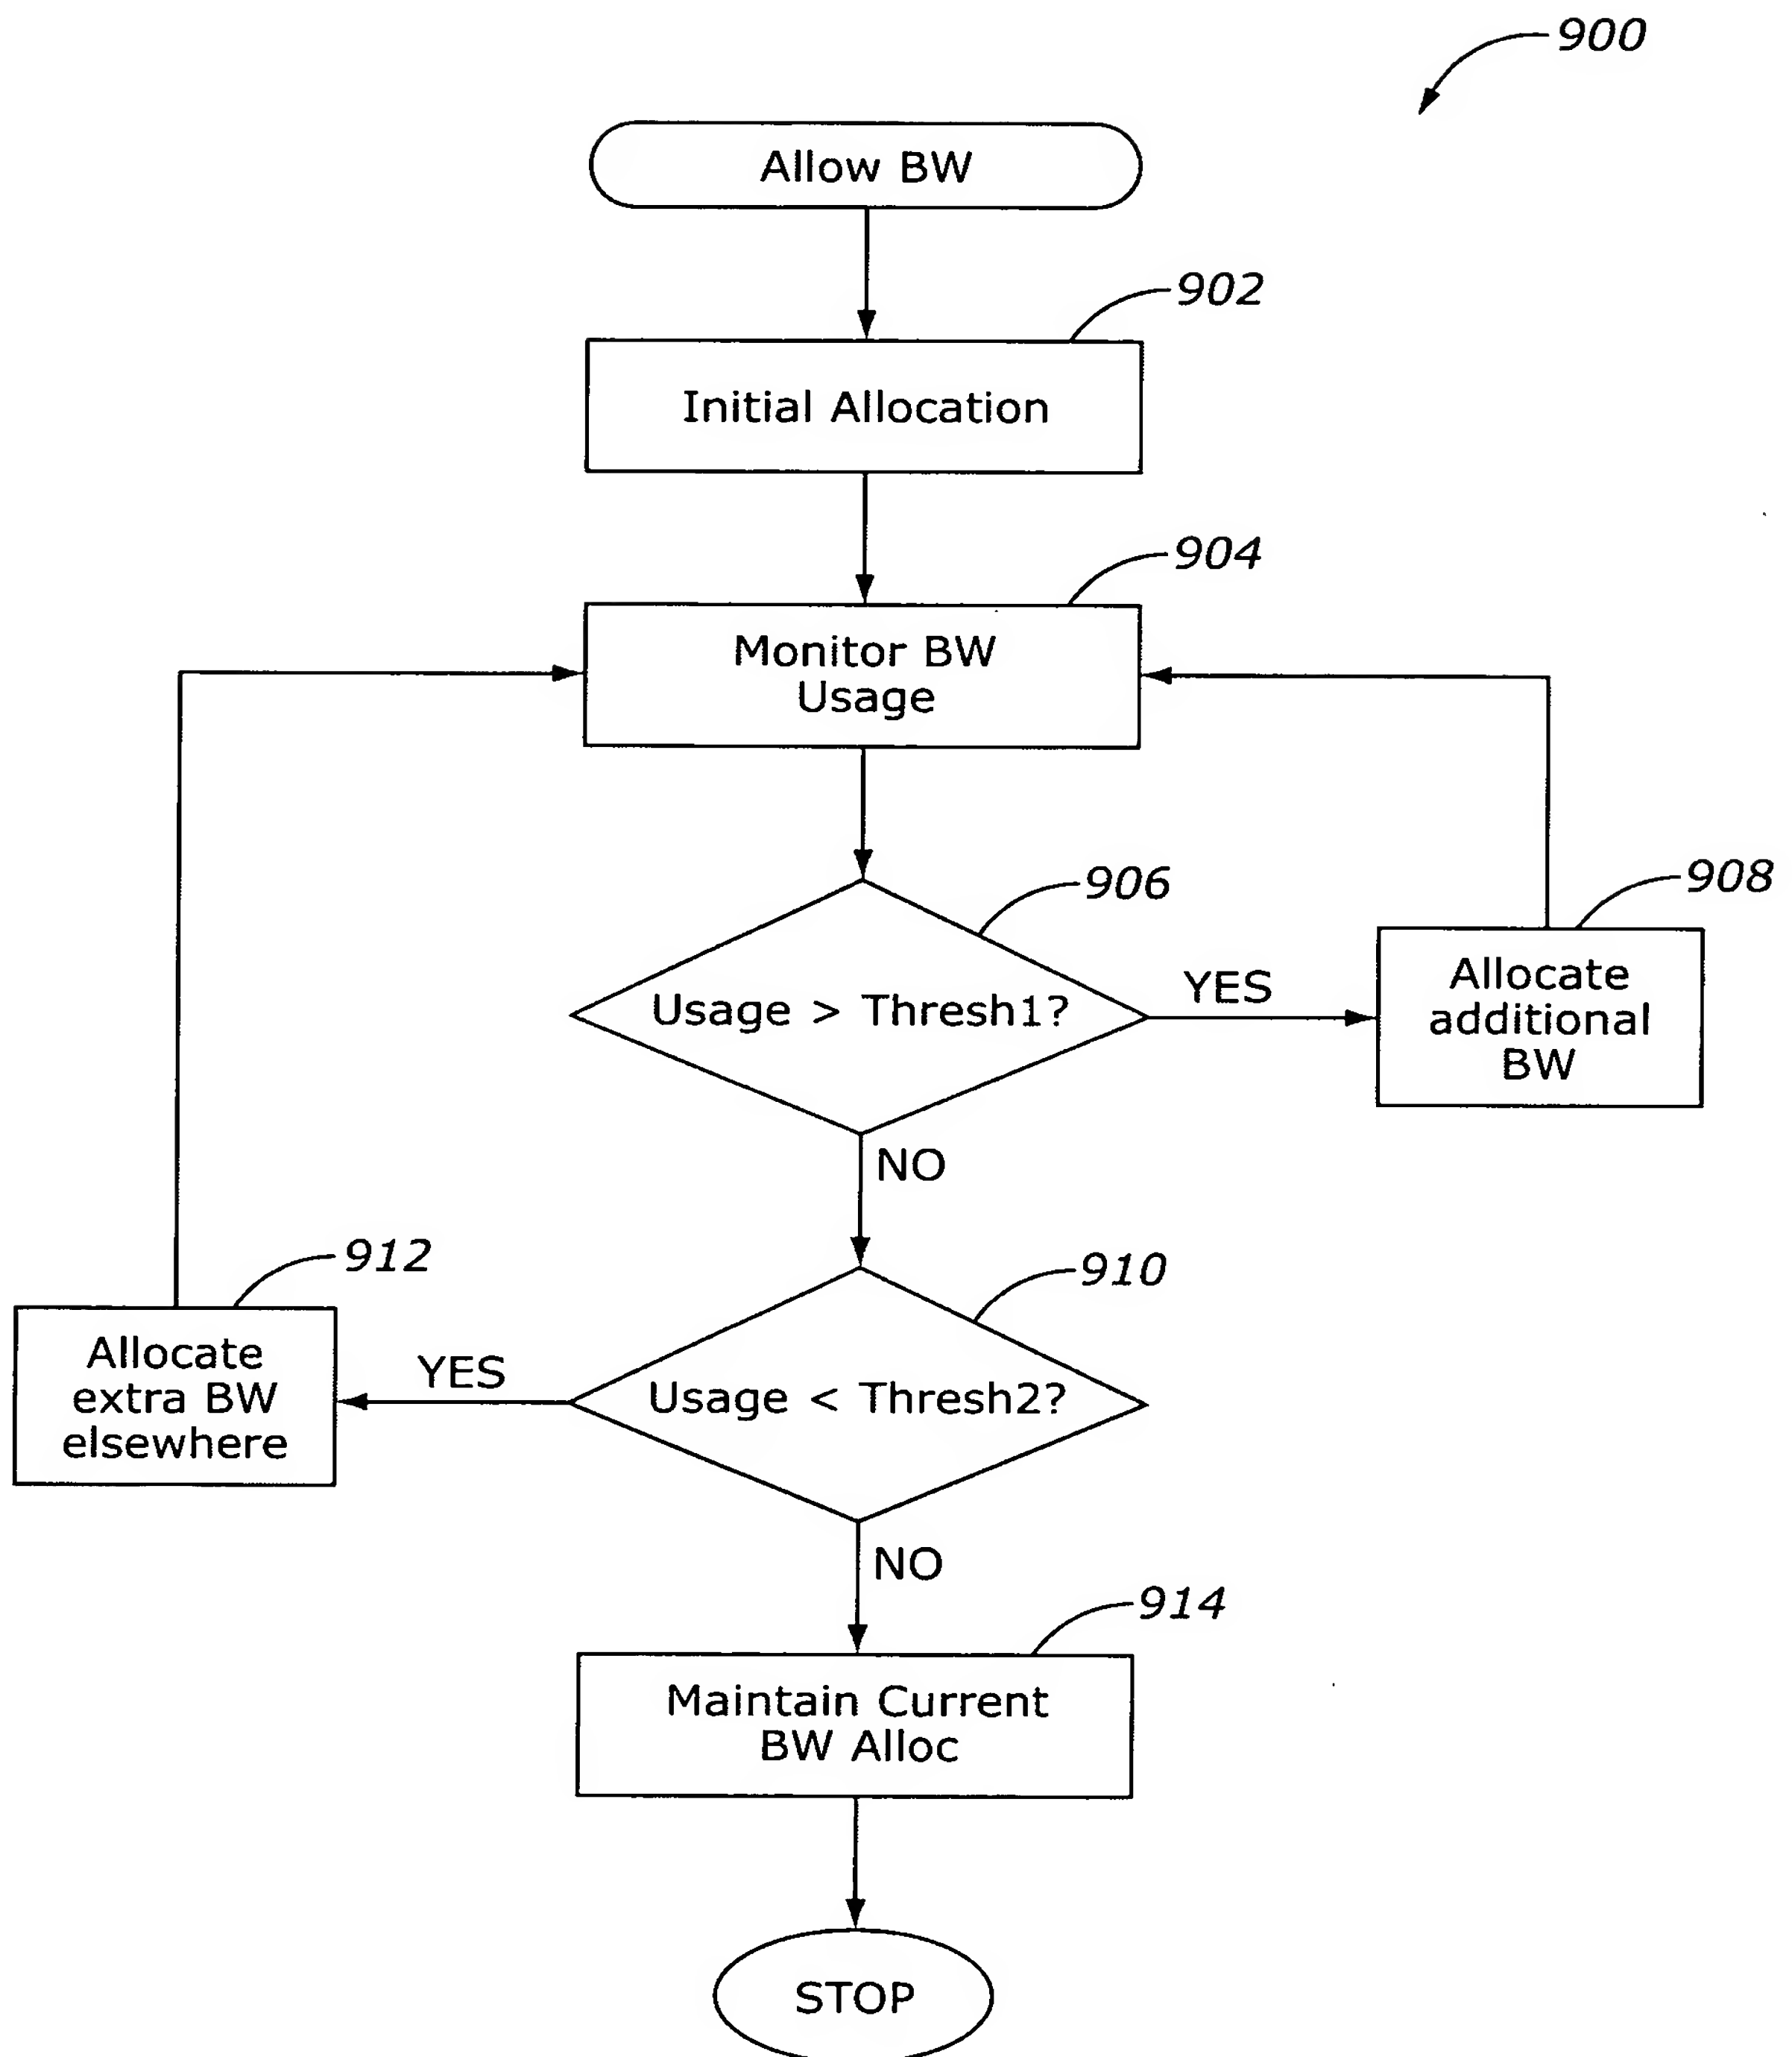 900
Allow BW
902
Initial Allocation
904
Monitor BW
Usage
906
908
Usage > Thresh1?
YES
Allocate
additional
BW
NO
912
910
Allocate
extra BW
elsewhere
YES
Usage < Thresh2?
NO
914
Maintain Current
BW Alloc
STOP